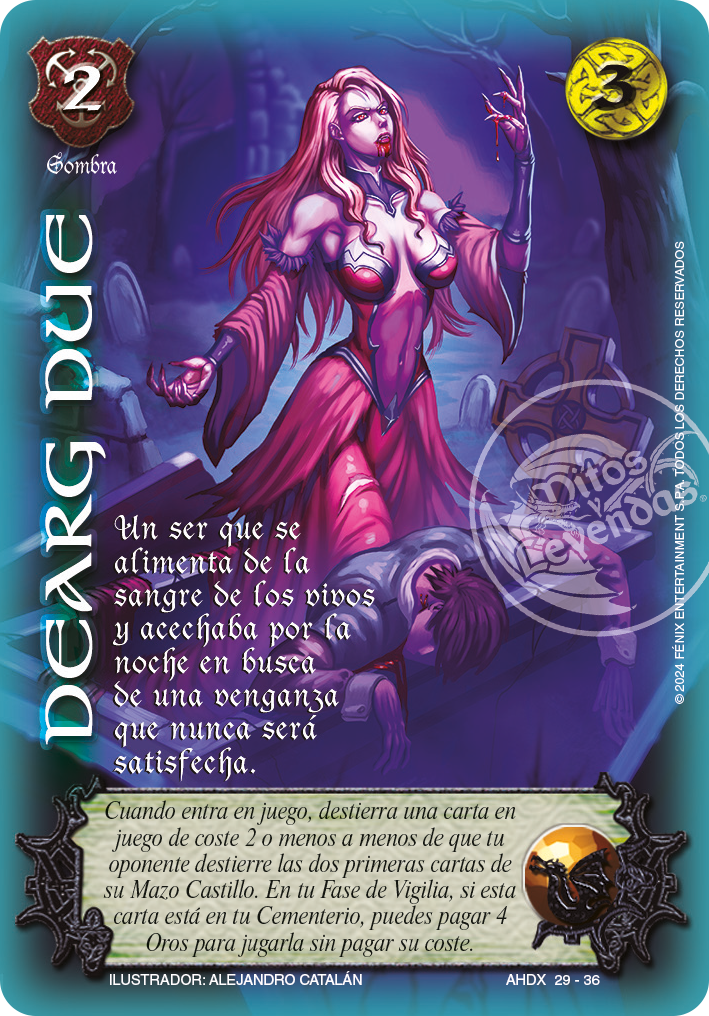 2
3
Sombra
DEARG DUE
Un ser que se
alimenta de la
sangre de los vivos
y acechaba por la
noche en busca
de una venganza
que nunca será
satisfecha.
Mitos
y
Leyendas®
©2024 FÉNIX ENTERTAINMENT S.P.A. TODOS LOS DERECHOS RESERVADOS
Cuando entra en juego, destierra una carta en
juego de coste 2 o menos a menos de que tu
oponente destierre las dos primeras cartas de
su Mazo Castillo. En tu Fase de Vigilia, si esta
carta está en tu Cementerio, puedes pagar 4
Oros para jugarla sin pagar su coste.
ILUSTRADOR: ALEJANDRO CATALÁN
AHDX 29 - 36